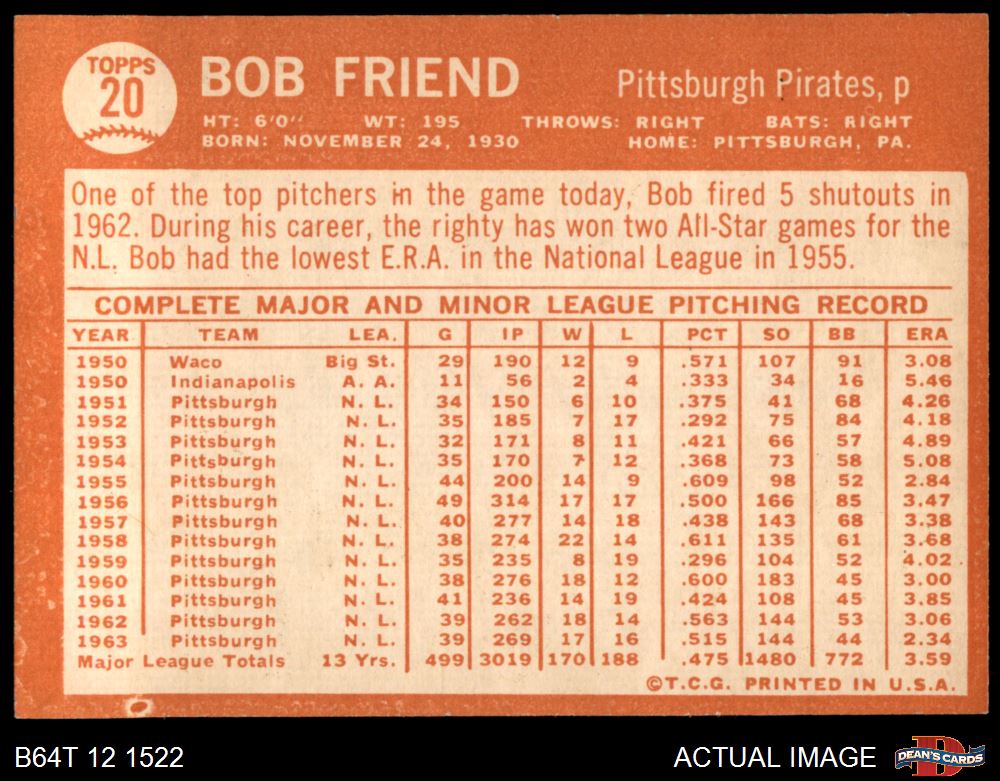 TOPPS
20
BOB FRIEND
Pittsburgh Pirates, p
HT: 6'0" WT: 195 THROWS: RIGHT BATS: RIGHT
BORN: NOVEMBER 24, 1930 HOME: PITTSBURGH, PA.
One of the top pitchers in the game today, Bob fired 5 shutouts in
1962. During his career, the righty has won two All-Star games for the
N.L. Bob had the lowest E.R.A. in the National League in 1955.
COMPLETE MAJOR AND MINOR LEAGUE PITCHING RECORD
YEAR TEAM LEA. G IP W L PCT SO BB ERA
1950 Waco Big St. 29 190 12 9 .571 107 91 3.08
1950 Indianapolis A. A. 11 56 2 4 .333 34 16 5.46
1951 Pittsburgh N. L. 34 150 6 10 .375 41 68 4.26
1952 Pittsburgh N. L. 35 185 7 17 .292 75 84 4.18
1953 Pittsburgh N. L. 32 171 8 11 .421 66 57 4.89
1954 Pittsburgh N. L. 35 170 7 12 .368 73 58 5.08
1955 Pittsburgh N. L. 44 200 14 9 .609 98 52 2.84
1956 Pittsburgh N. L. 49 314 17 17 .500 166 85 3.47
1957 Pittsburgh N. L. 40 277 14 18 .438 143 68 3.38
1958 Pittsburgh N. L. 38 274 22 14 .611 135 61 3.68
1959 Pittsburgh N. L. 35 235 8 19 .296 104 52 4.02
1960 Pittsburgh N. L. 38 276 18 12 .600 183 45 3.00
1961 Pittsburgh N. L. 41 236 14 19 .424 108 45 3.85
1962 Pittsburgh N. L. 39 262 18 14 .563 144 53 3.06
1963 Pittsburgh N. L. 39 269 17 16 .515 144 44 2.34
Major League Totals 13 Yrs. 499 3019 170 188 .475 1480 772 3.59
©T.C.G. PRINTED IN U.S.A.
B64T 12 1522
ACTUAL IMAGE
DEAN'S CARDS